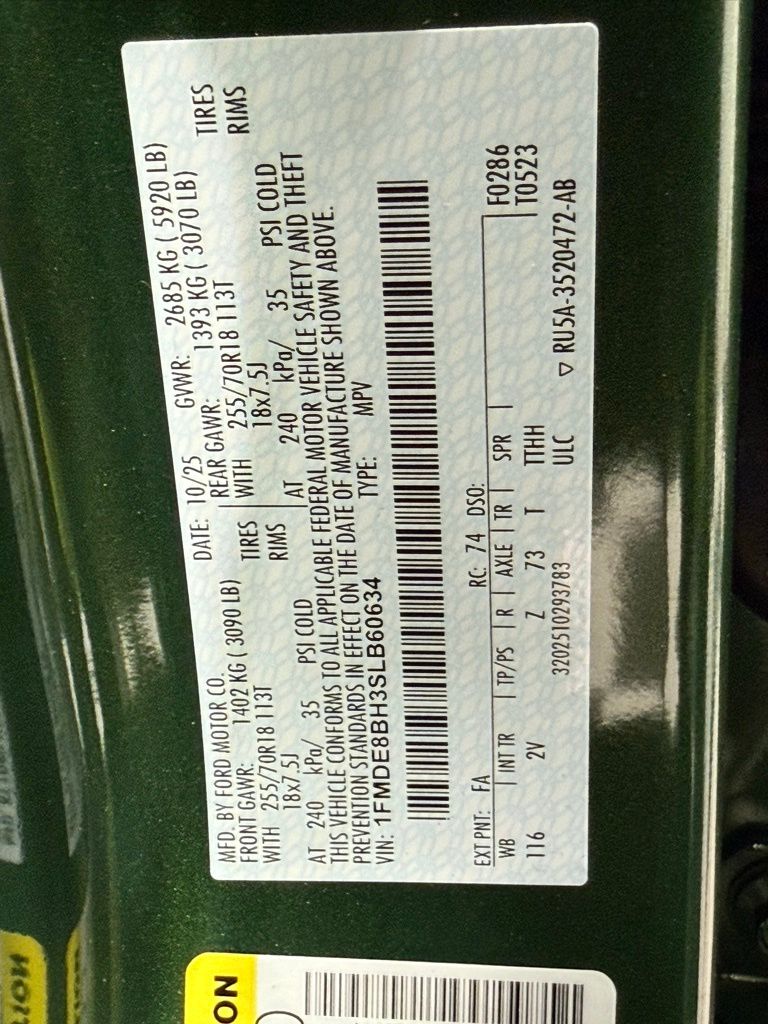 MFD. BY FORD MOTOR CO.
DATE: 10/25 GVWR: 2685 KG ( 5920 LB)
FRONT GAWR: 1402 KG ( 3090 LB)
REAR GAWR: 1393 KG ( 3070 LB)
WITH 255/70R18 113T TIRES
WITH 255/70R18 113T TIRES
18x7.5J RIMS
18x7.5J RIMS
AT 240 kPa/ 35 PSI COLD
AT 240 kPa/ 35 PSI COLD
THIS VEHICLE CONFORMS TO ALL APPLICABLE FEDERAL MOTOR VEHICLE SAFETY AND THEFT
PREVENTION STANDARDS IN EFFECT ON THE DATE OF MANUFACTURE SHOWN ABOVE.
VIN: 1FMDE8BH3SLB60634 TYPE: MPV
EXT PNT: FA RC: 74 DSO: F0286
WB INT TR TP/PS R AXLE TR SPR T0523
116 2V Z 73 T TTHH
3202510293783 ULC ▽ RU5A-3520472-AB
ON